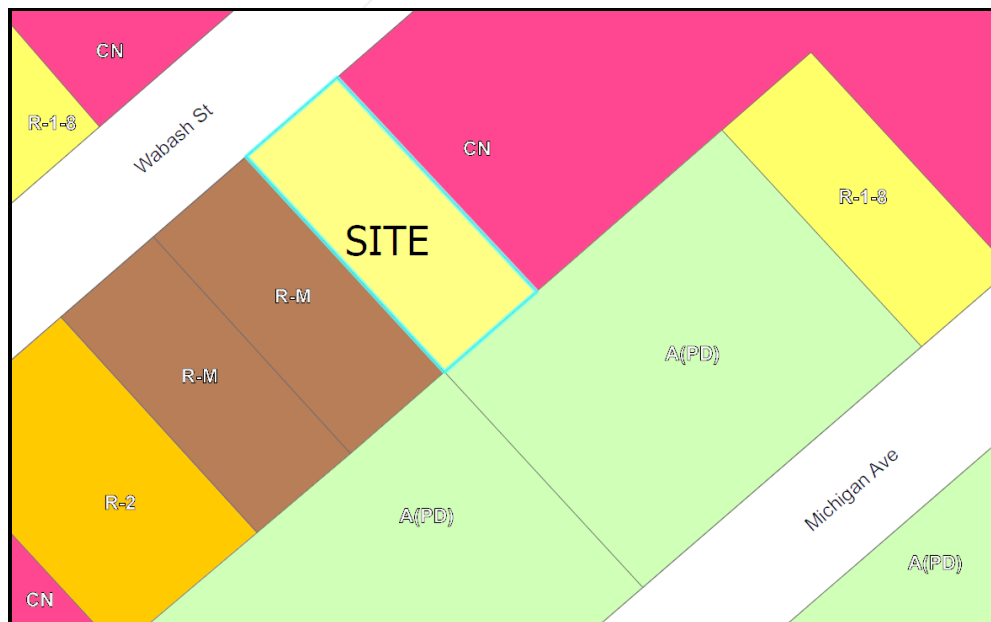 CN
R-1-8
Wabash St
CN
R-1-8
SITE
R-M
A(PD)
R-M
Michigan Ave
R-2
A(PD)
A(PD)
CN